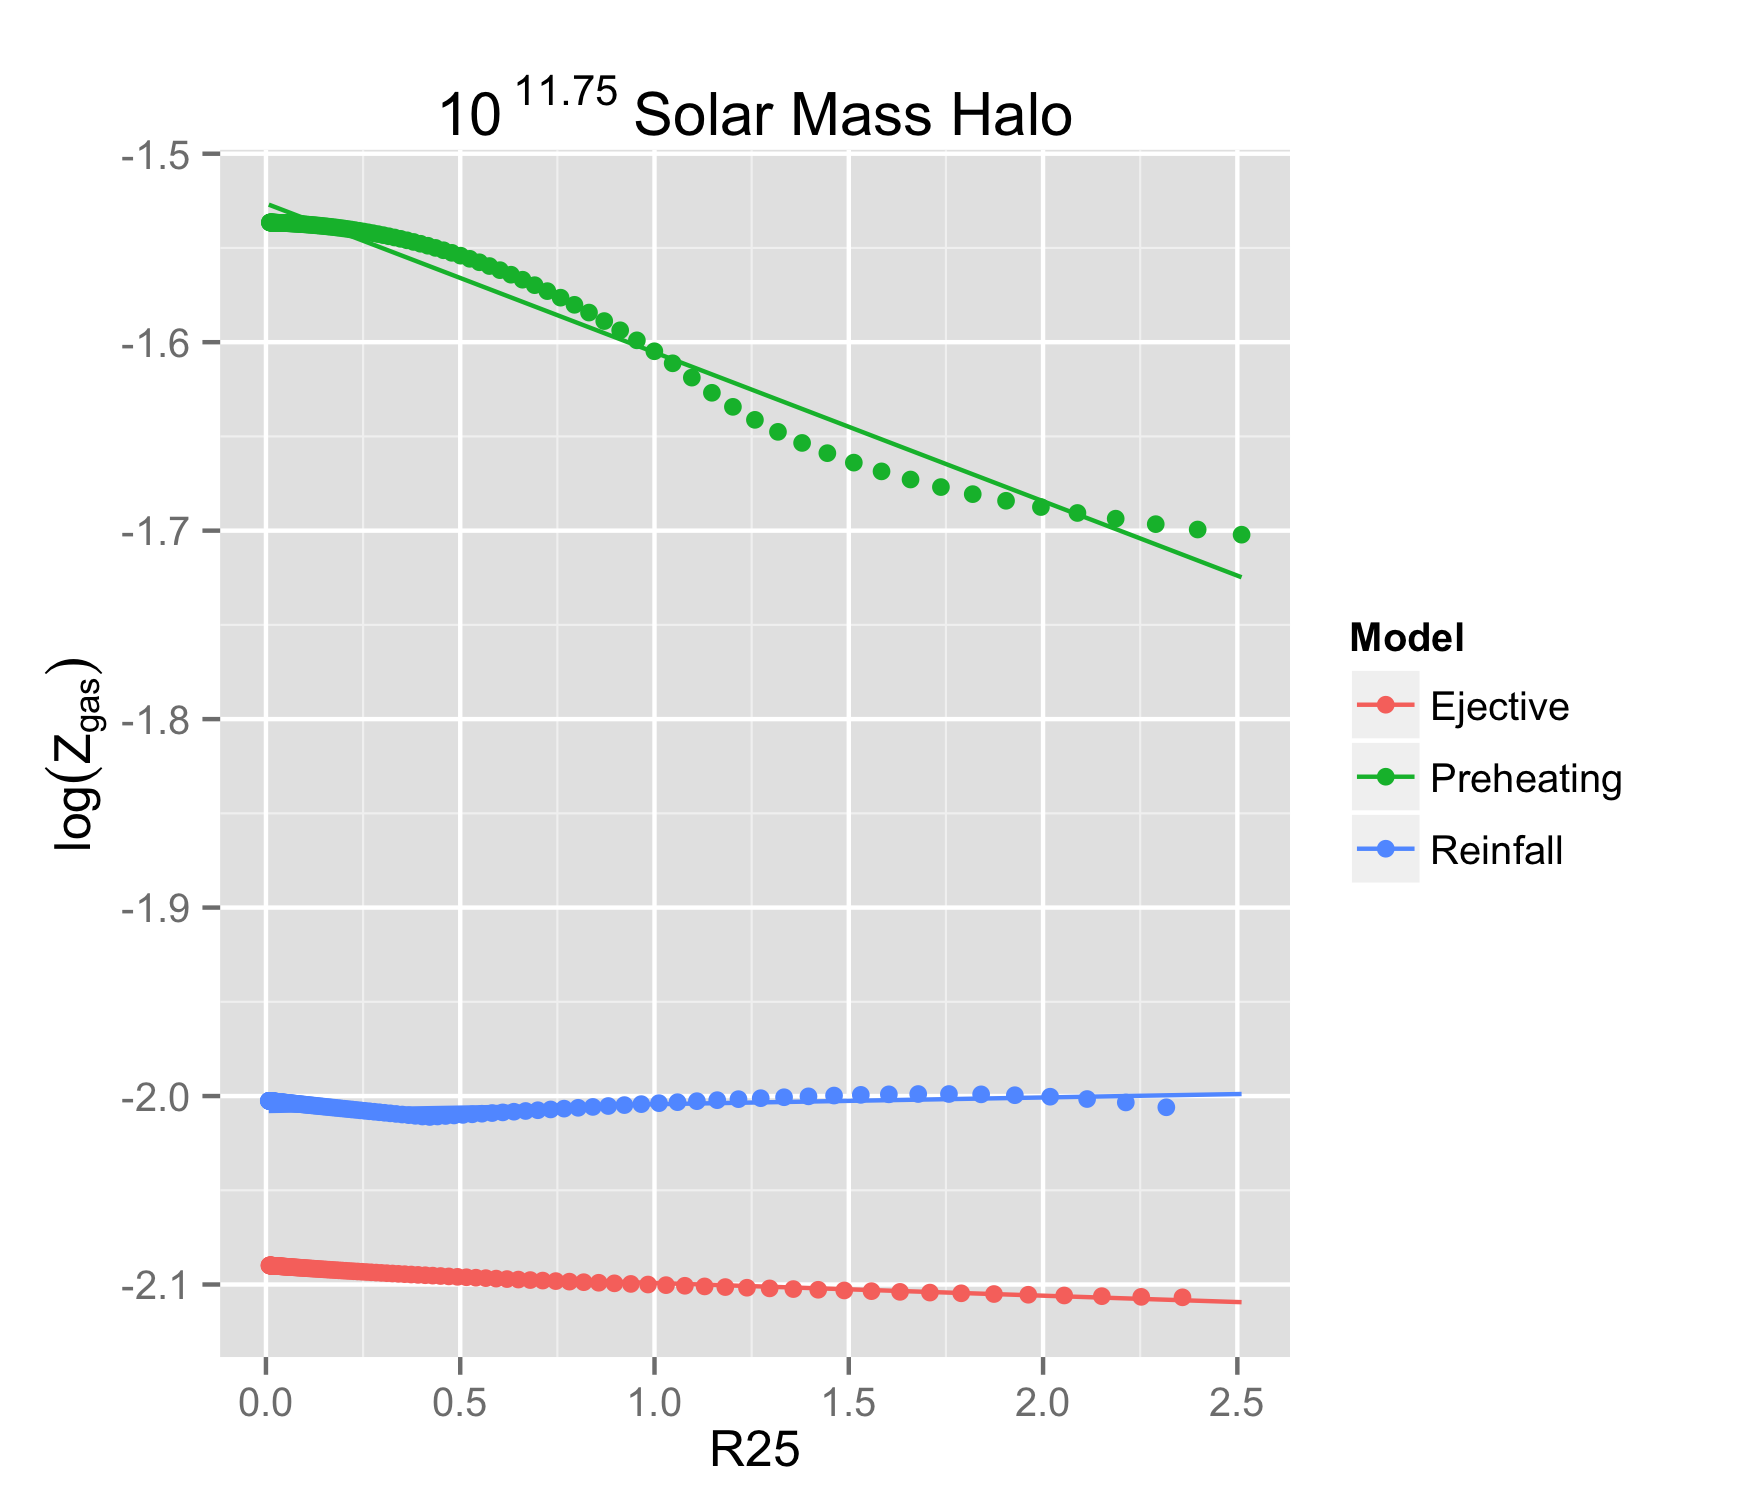 10 11.75 Solar Mass Halo
-1.5
-1.6
-1.7
-1.8
-1.9
-2.0
-2.1
log(Zgas)
0.0 0.5 1.0 1.5 2.0 2.5
R25
Model
Ejective
Preheating
Reinfall